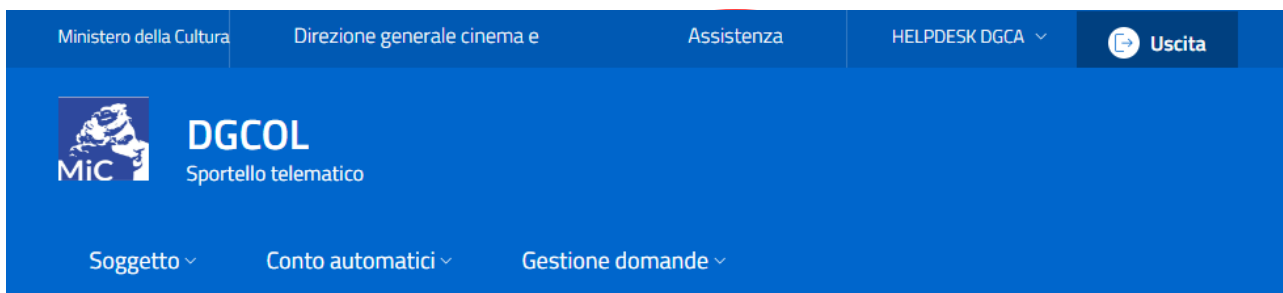 Ministero della Cultura Direzione generale cinema e Assistenza HELPDESK DGCA Uscita
MiC
DGCOL
Sportello telematico
Soggetto Conto automatici Gestione domande